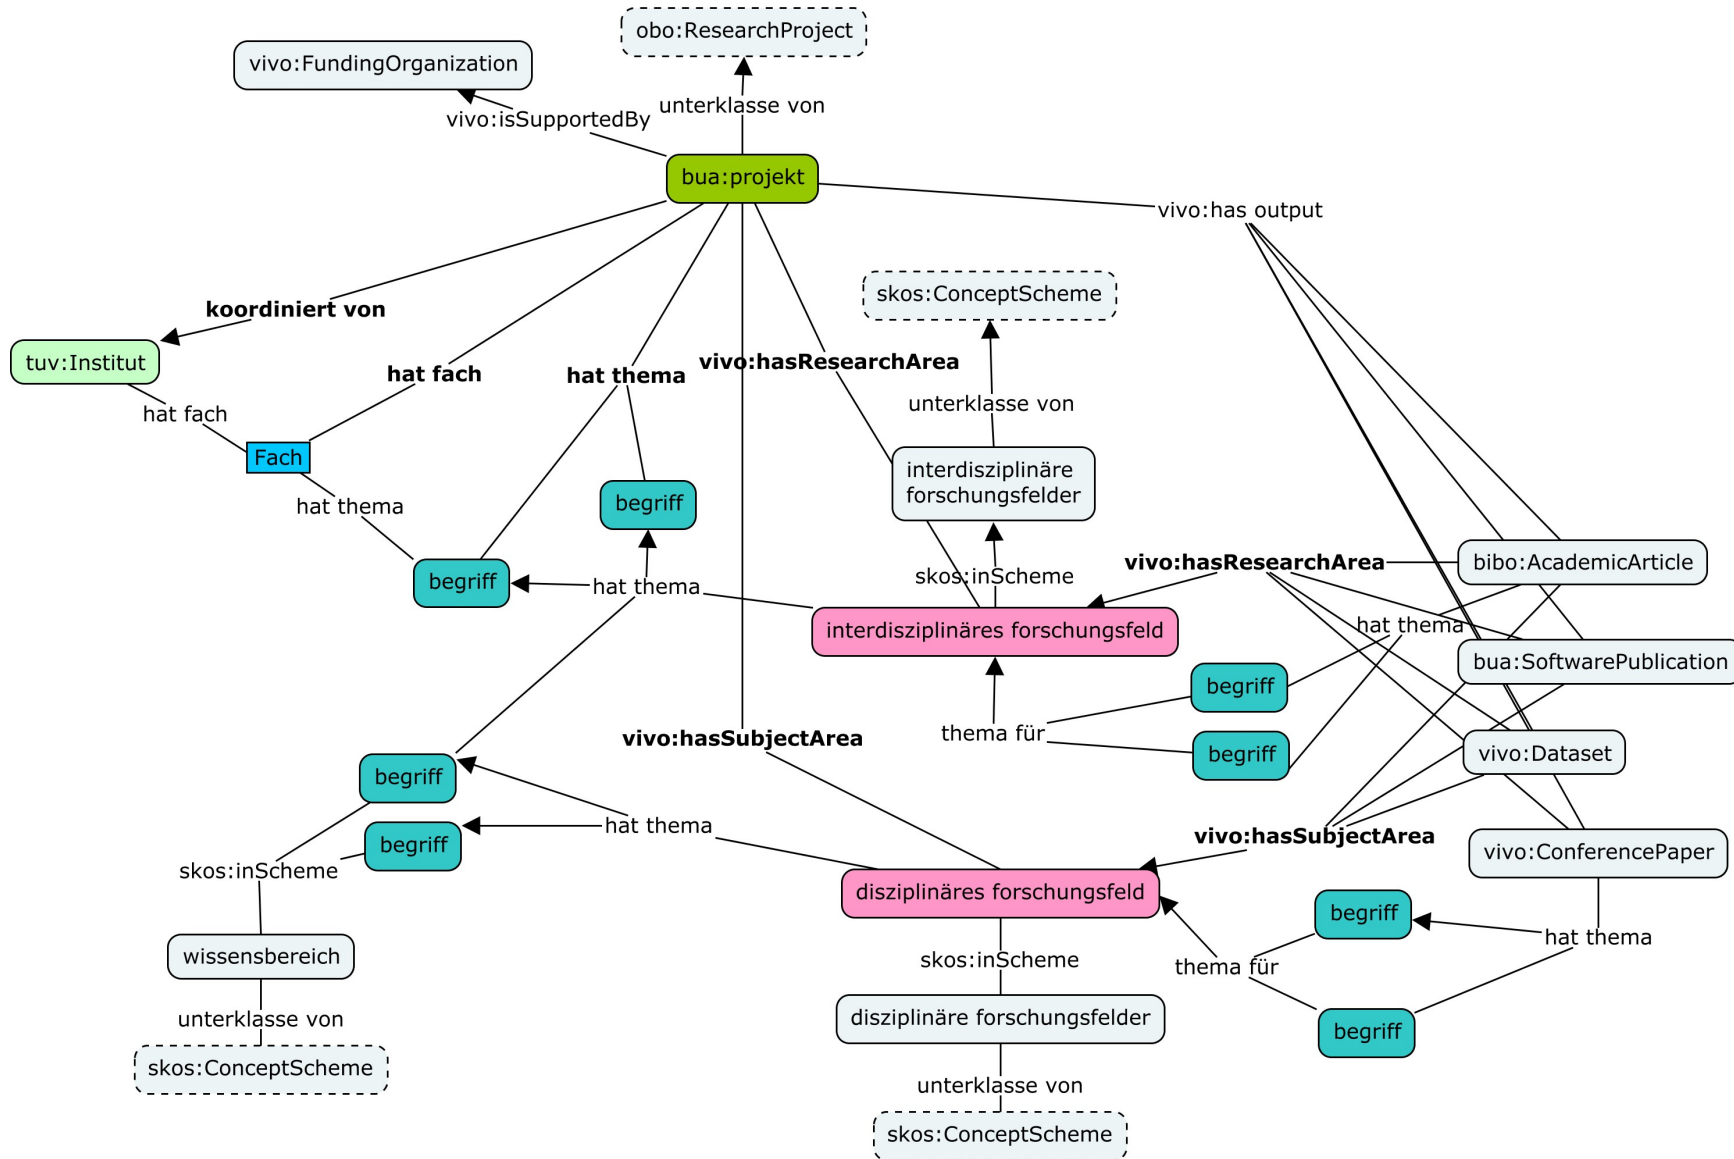 obo:ResearchProject
vivo:FundingOrganization
unterklasse von
vivo:isSupportedBy
bua:projekt
vivo:has output
skos:ConceptScheme
koordiniert von
tuv:Institut
vivo:hasResearchArea
hat fach
hat thema
unterklasse von
hat fach
Fach
interdisziplinäre
forschungsfelder
begriff
hat thema
vivo:hasResearchArea
bibo:AcademicArticle
skos:inScheme
begriff
hat thema
hat thema
interdisziplinäres forschungsfeld
bua:SoftwarePublication
begriff
thema für
vivo:hasSubjectArea
begriff
vivo:Dataset
begriff
hat thema
vivo:hasSubjectArea
begriff
vivo:ConferencePaper
skos:inScheme
disziplinäres forschungsfeld
begriff
hat thema
wissensbereich
skos:inScheme
thema für
unterklasse von
disziplinäre forschungsfelder
begriff
skos:ConceptScheme
unterklasse von
skos:ConceptScheme